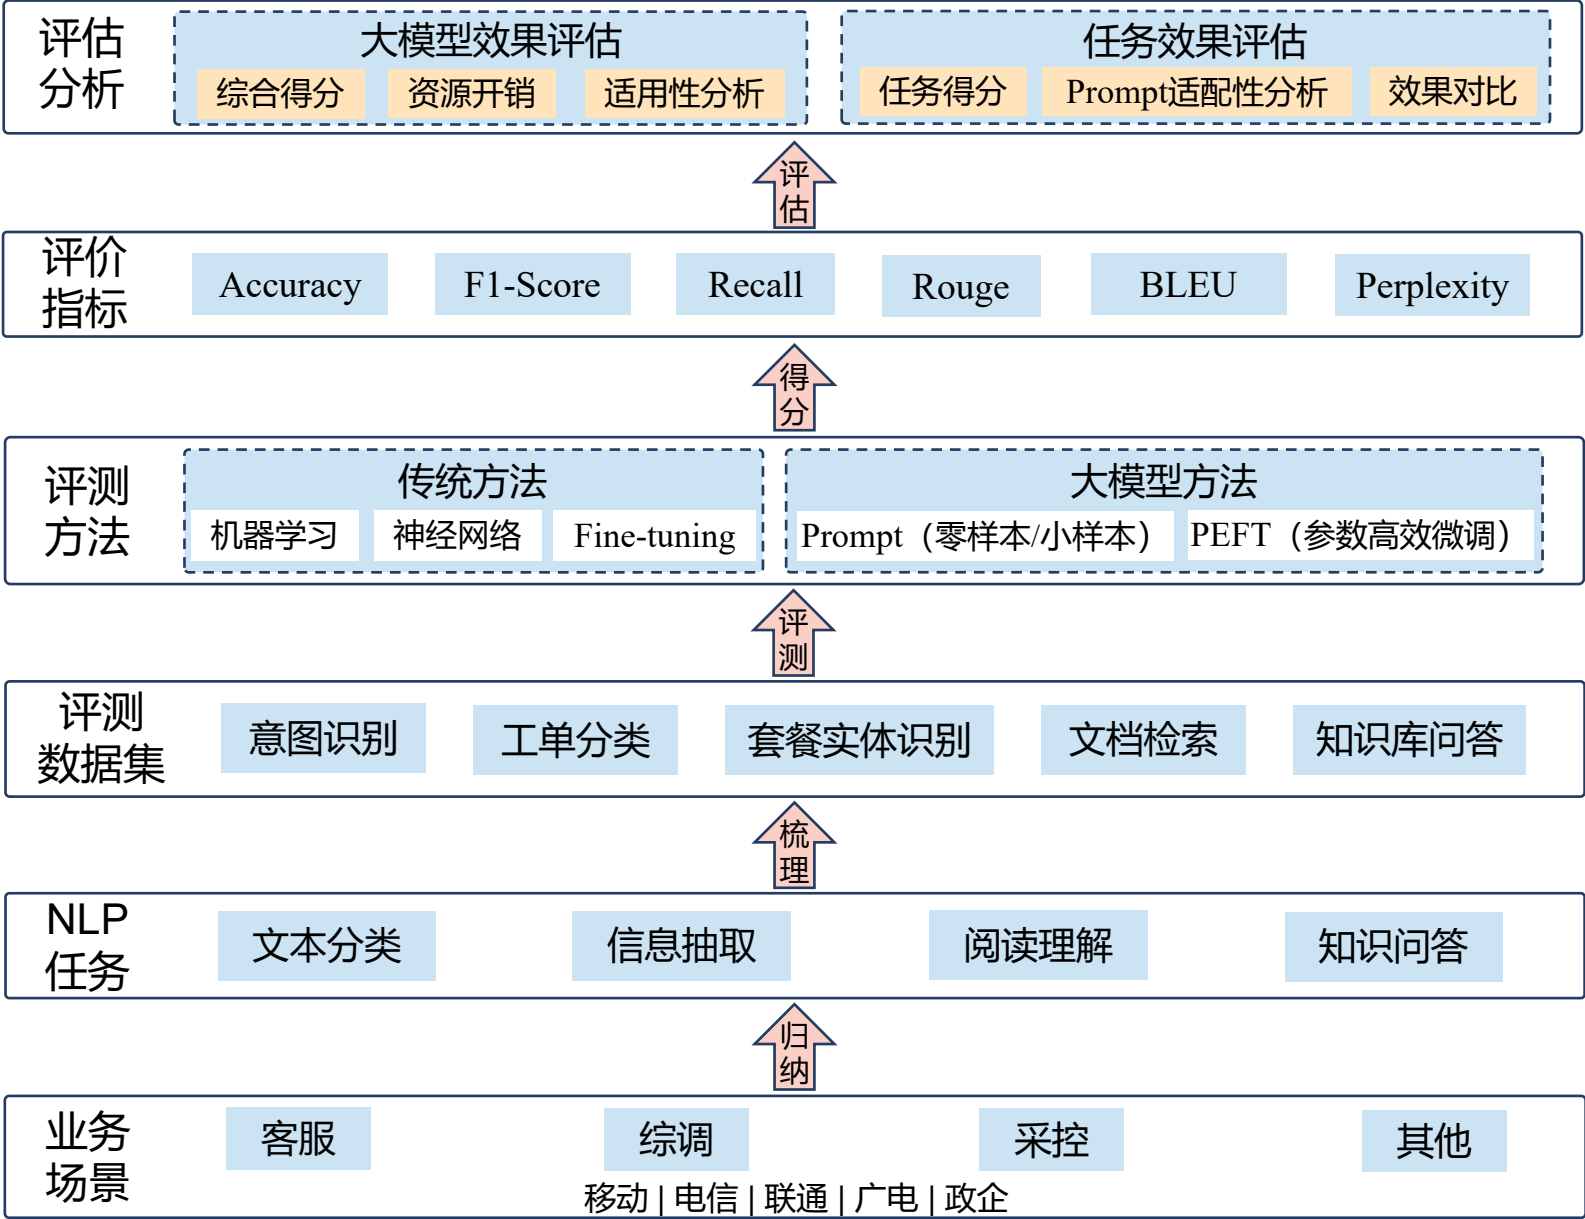 评估
分析
大模型效果评估
综合得分
资源开销
适用性分析
任务效果评估
任务得分
Prompt适配性分析
效果对比
评
估
评价
指标
Accuracy
F1-Score
Recall
Rouge
BLEU
Perplexity
得
分
评测
方法
传统方法
机器学习
神经网络
Fine-tuning
大模型方法
Prompt（零样本/小样本）
PEFT（参数高效微调）
评
测
评测
数据集
意图识别
工单分类
套餐实体识别
文档检索
知识库问答
梳
理
NLP
任务
文本分类
信息抽取
阅读理解
知识问答
归
纳
业务
场景
客服
综调
采控
其他
移动 | 电信 | 联通 | 广电 | 政企